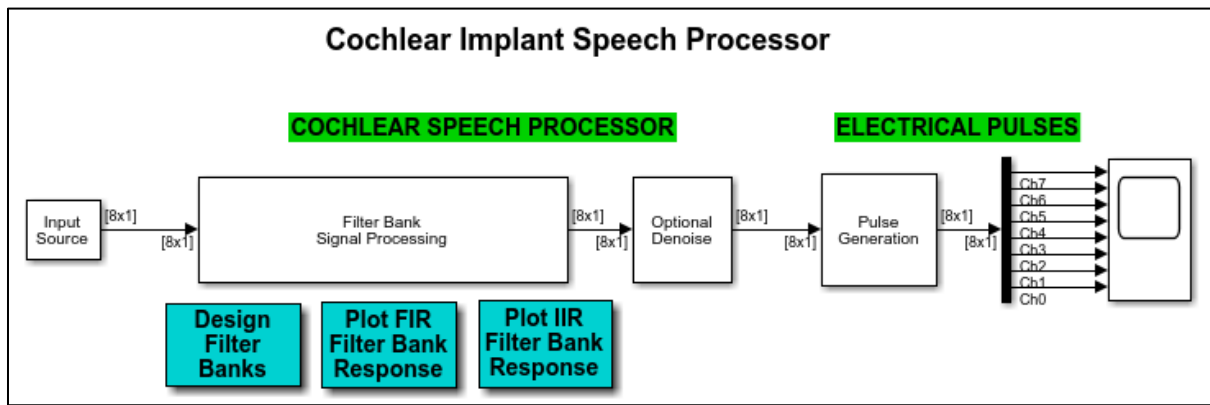 Cochlear Implant Speech Processor
COCHLEAR SPEECH PROCESSOR
ELECTRICAL PULSES
Input
Source
[8x1]
[8x1]
Filter Bank
Signal Processing
[8x1]
[8x1]
Optional
Denoise
[8x1]
[8x1]
Pulse
Generation
[8x1]
[8x1]
Ch7
Ch6
Ch5
Ch4
Ch3
Ch2
Ch1
Ch0
Design
Filter
Banks
Plot FIR
Filter Bank
Response
Plot IIR
Filter Bank
Response